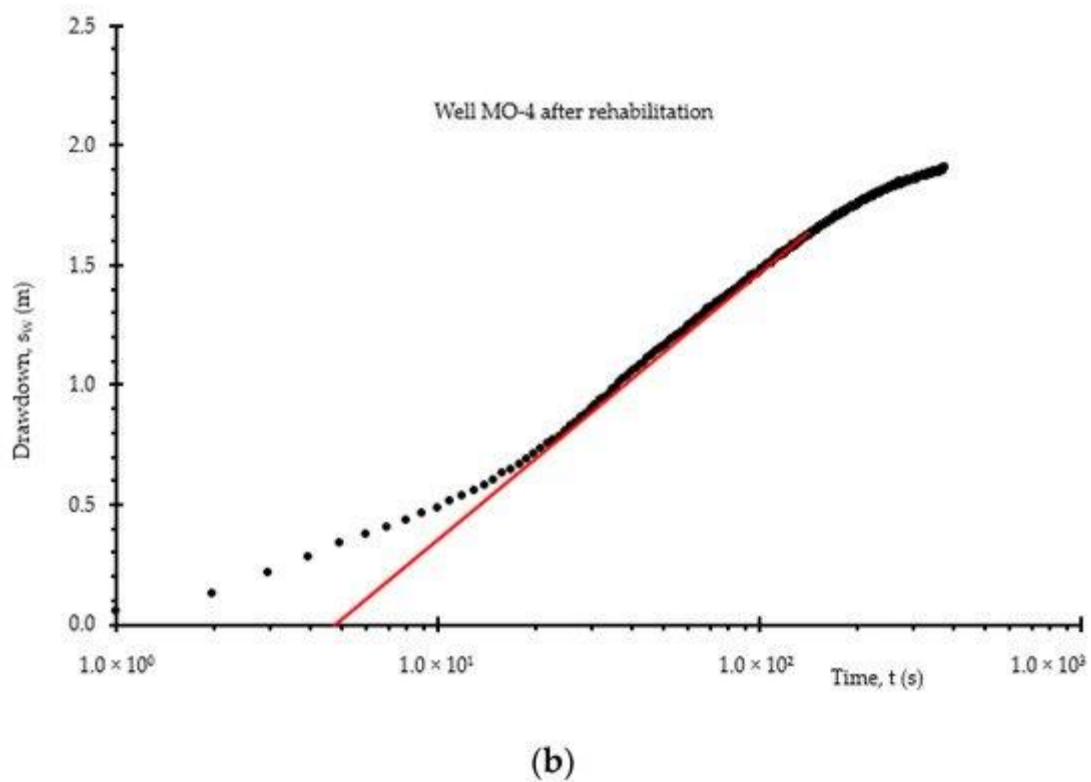 2.5
Well MO-4 after rehabilitation
2.0
1.5
1.0
0.5
0.0
Drawdown, sw (m)
1.0 × 10⁰
1.0 × 10¹
1.0 × 10²
1.0 × 10³
Time, t (s)
(b)